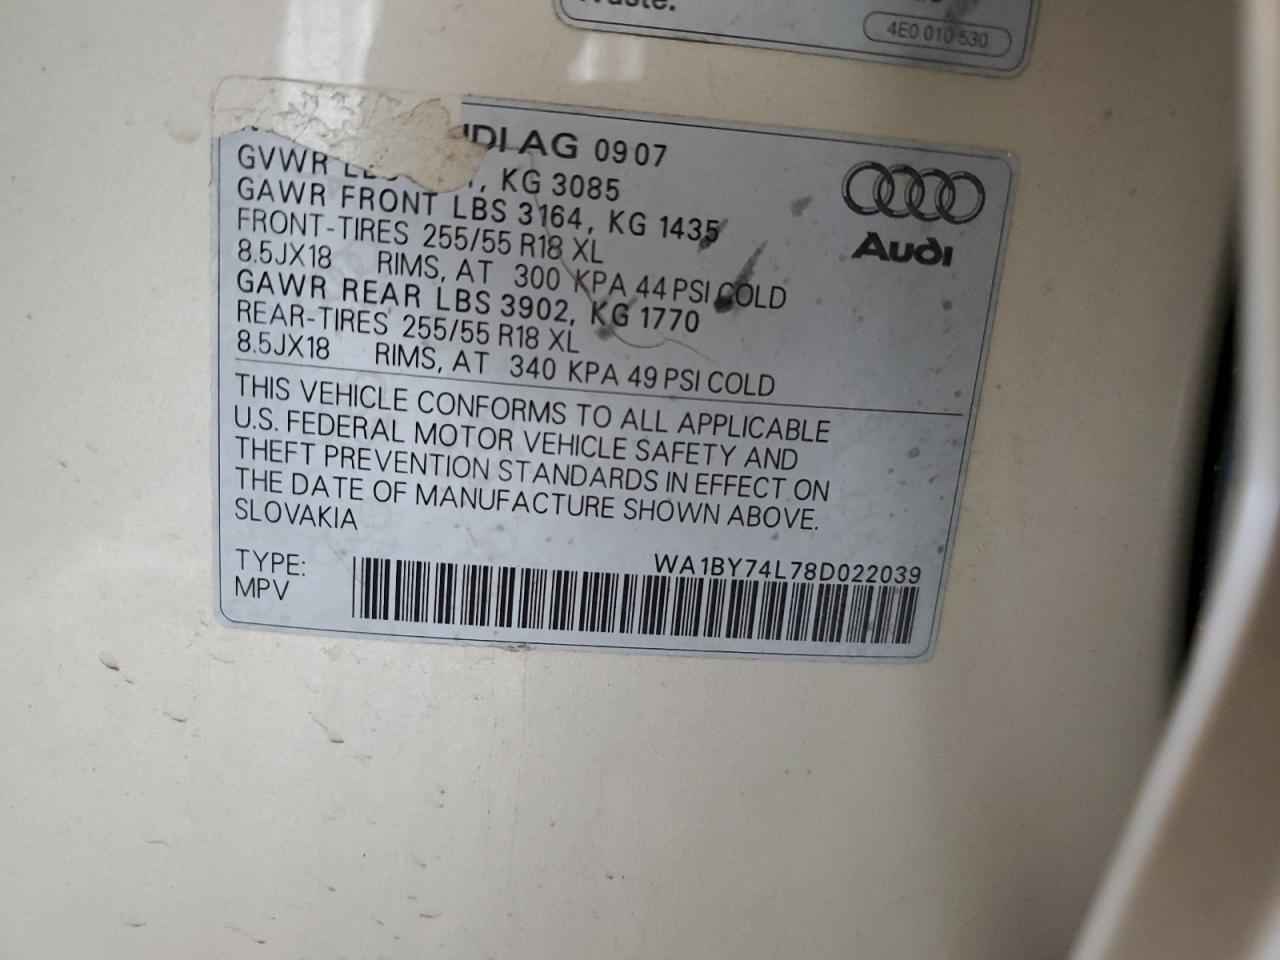 Waste.
4E0 010 530
AG 0907
GVWR KG 3085
GAWR FRONT LBS 3164, KG 1435
FRONT-TIRES 255/55 R18 XL
8.5JX18 RIMS, AT 300 KPA 44 PSI COLD
GAWR REAR LBS 3902, KG 1770
REAR-TIRES 255/55 R18 XL
8.5JX18 RIMS, AT 340 KPA 49 PSI COLD
Audi
THIS VEHICLE CONFORMS TO ALL APPLICABLE
U.S. FEDERAL MOTOR VEHICLE SAFETY AND
THEFT PREVENTION STANDARDS IN EFFECT ON
THE DATE OF MANUFACTURE SHOWN ABOVE.
SLOVAKIA
TYPE:
MPV
WA1BY74L78D022039